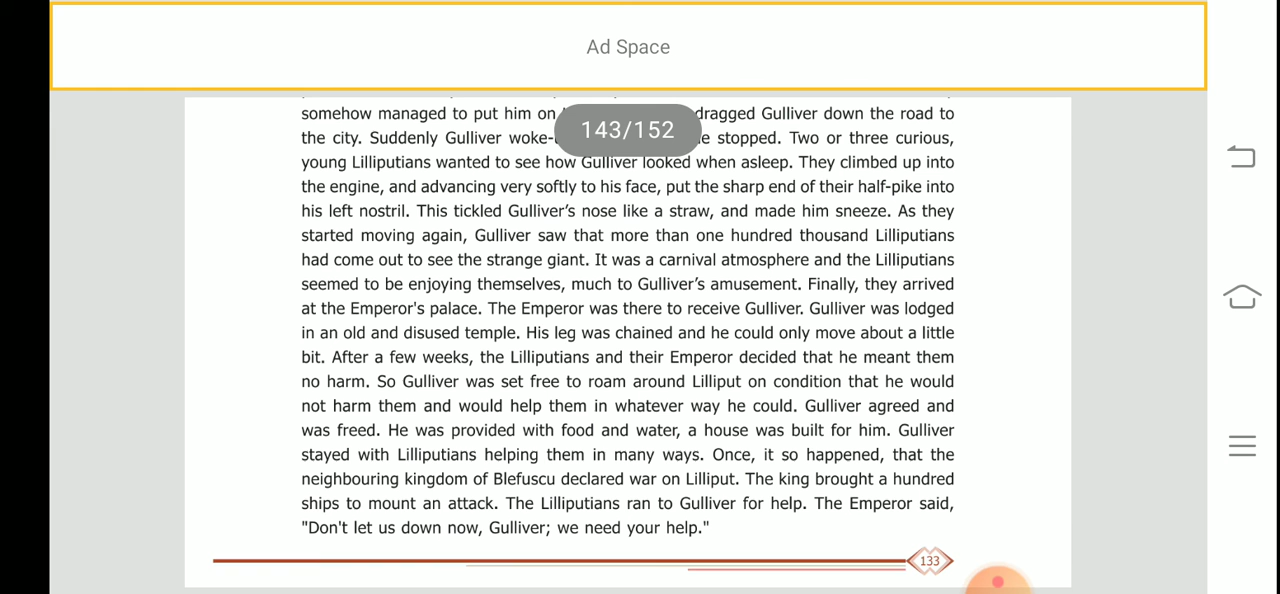 Ad Space
somehow managed to put him on dragged Gulliver down the road to
143/152
the city. Suddenly Gulliver woke- stopped. Two or three curious,
young Lilliputians wanted to see how Gulliver looked when asleep. They climbed up into
the engine, and advancing very softly to his face, put the sharp end of their half-pike into
his left nostril. This tickled Gulliver's nose like a straw, and made him sneeze. As they
started moving again, Gulliver saw that more than one hundred thousand Lilliputians
had come out to see the strange giant. It was a carnival atmosphere and the Lilliputians
seemed to be enjoying themselves, much to Gulliver's amusement. Finally, they arrived
at the Emperor's palace. The Emperor was there to receive Gulliver. Gulliver was lodged
in an old and disused temple. His leg was chained and he could only move about a little
bit. After a few weeks, the Lilliputians and their Emperor decided that he meant them
no harm. So Gulliver was set free to roam around Lilliput on condition that he would
not harm them and would help them in whatever way he could. Gulliver agreed and
was freed. He was provided with food and water, a house was built for him. Gulliver
stayed with Lilliputians helping them in many ways. Once, it so happened, that the
neighbouring kingdom of Blefuscu declared war on Lilliput. The king brought a hundred
ships to mount an attack. The Lilliputians ran to Gulliver for help. The Emperor said,
"Don't let us down now, Gulliver; we need your help."
133